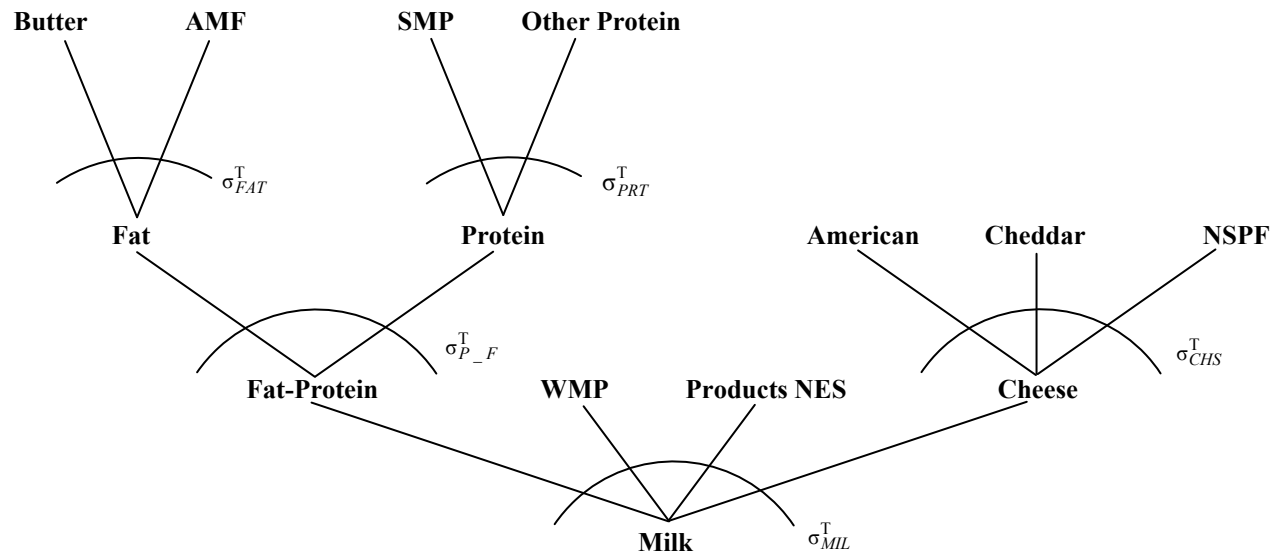 Butter AMF SMP Other Protein
σ^T_FAT σ^T_PRT
Fat Protein American Cheddar NSPF
σ^T_P_F σ^T_CHS
Fat-Protein WMP Products NES Cheese
σ^T_MIL
Milk